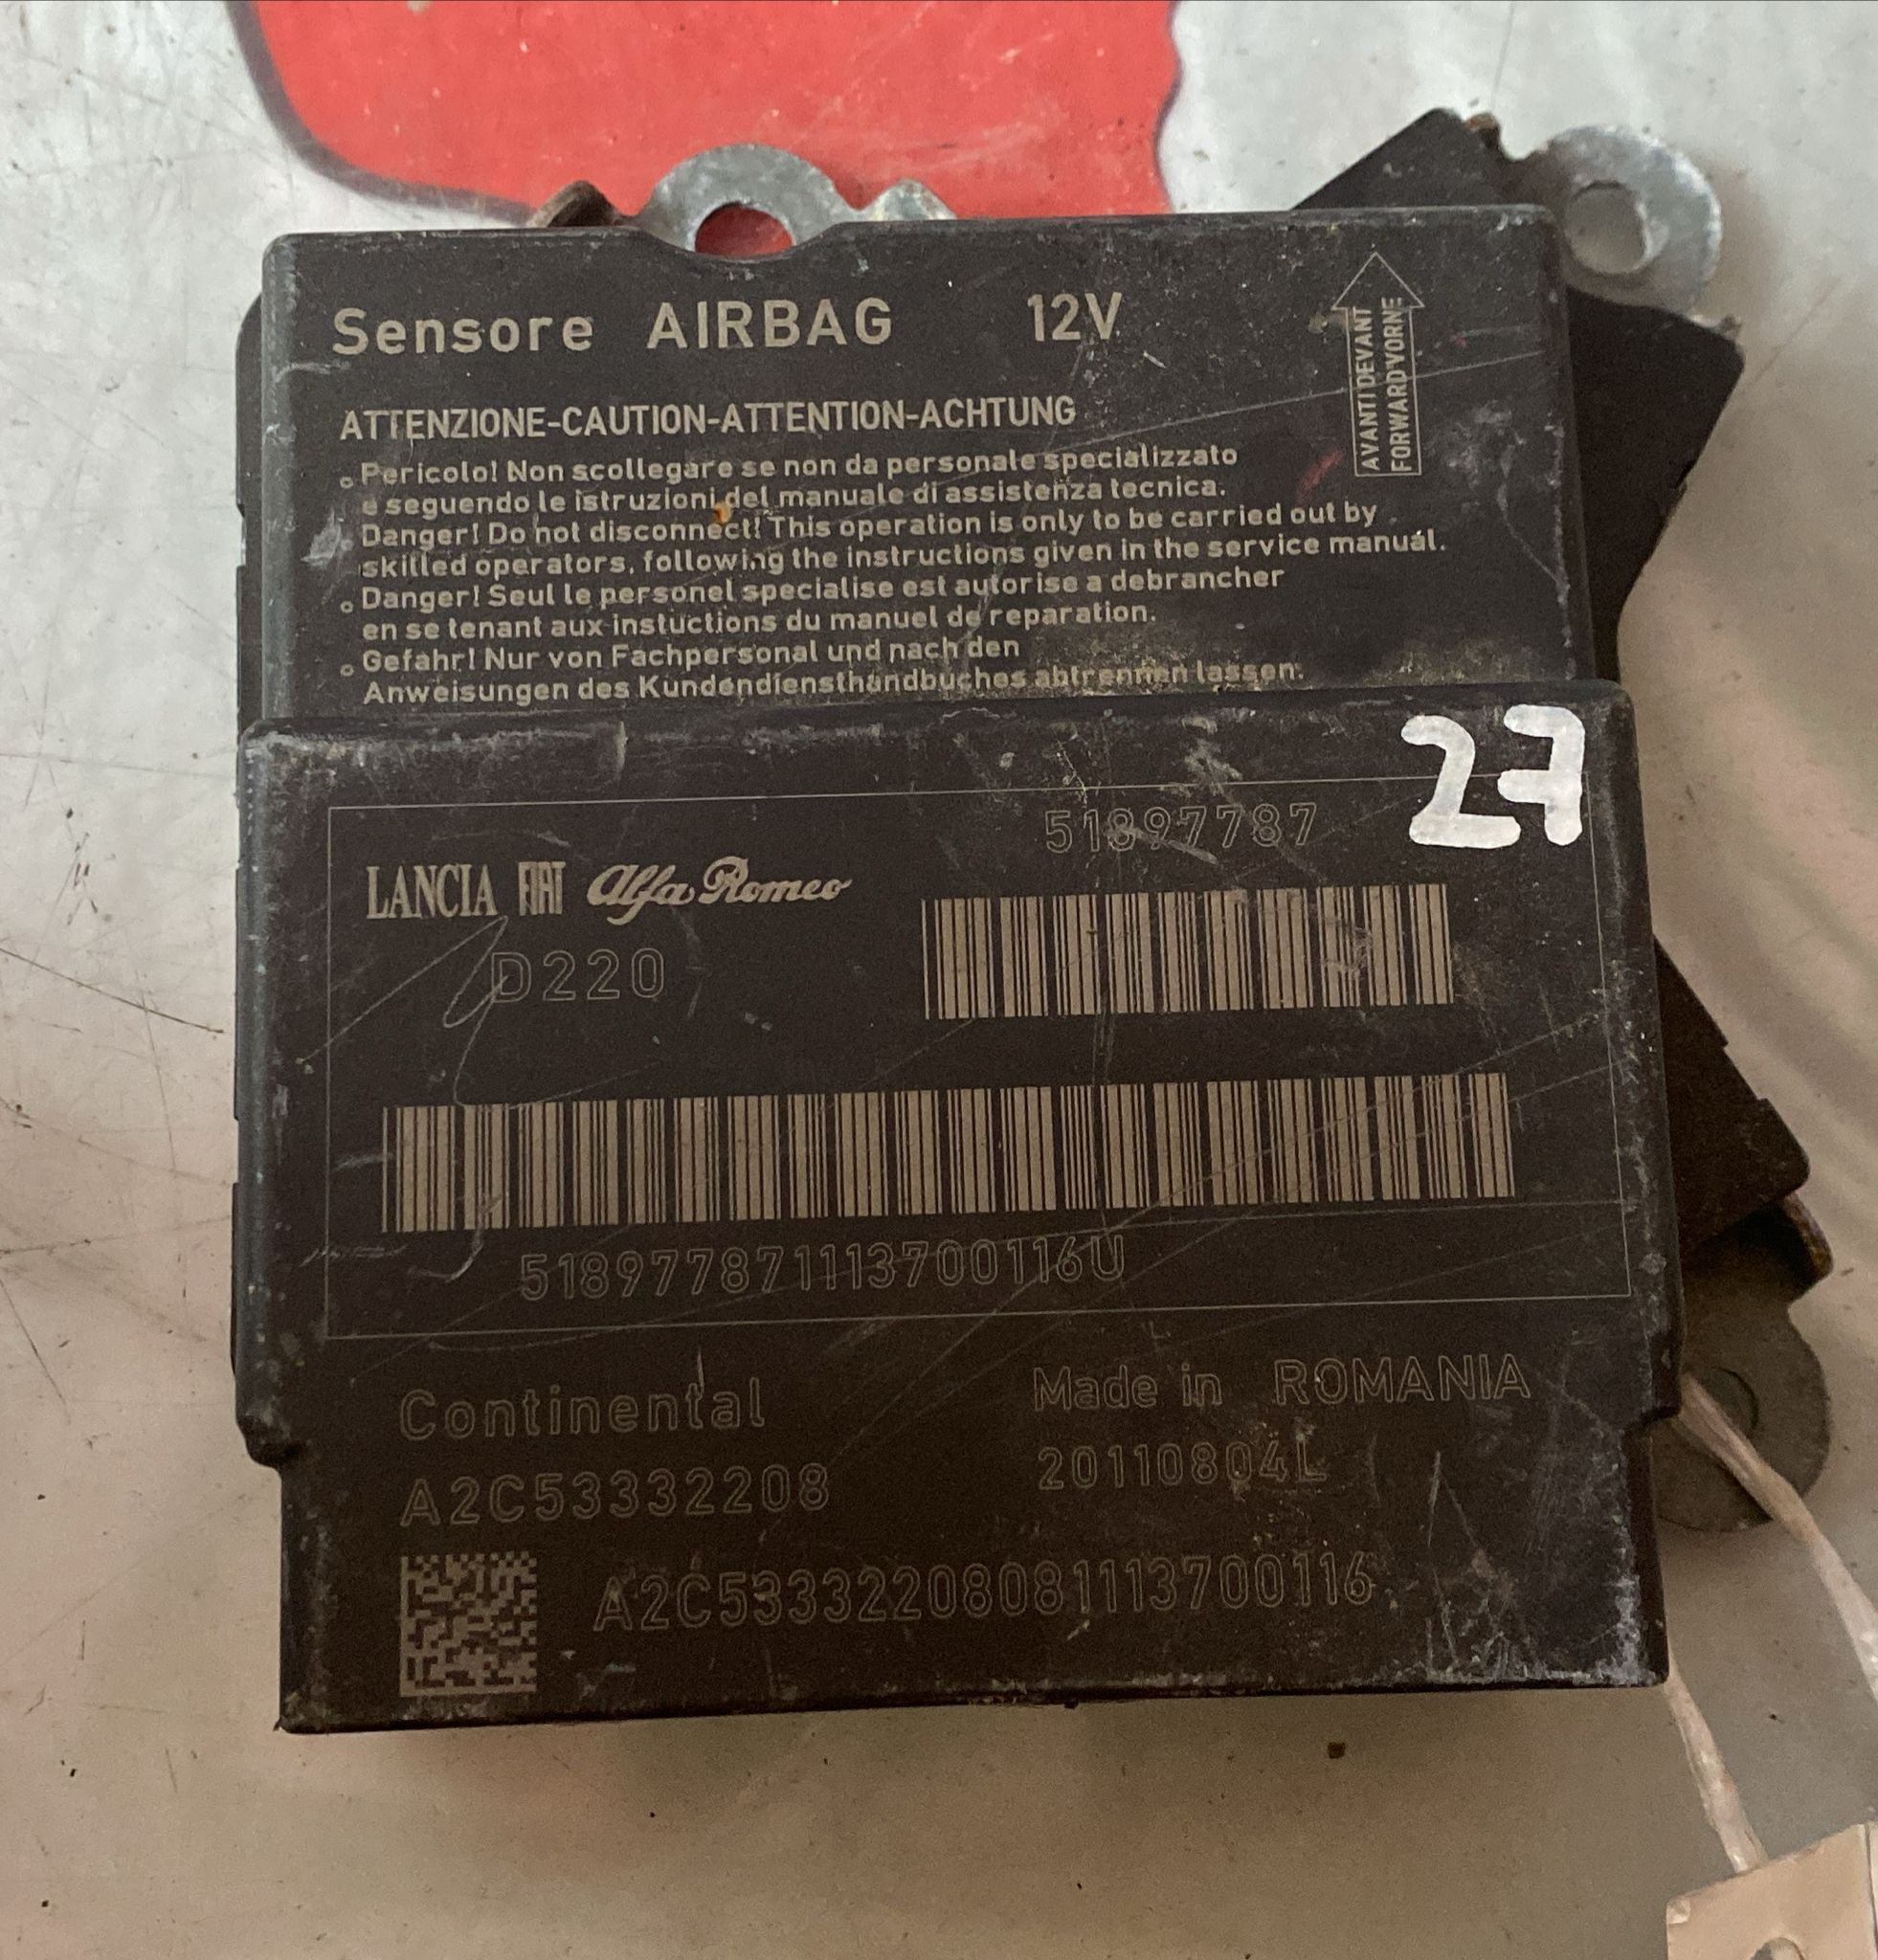 Sensore AIRBAG 12V
AVANTI DEVANT
FORWARD VORNE
ATTENZIONE-CAUTION-ATTENTION-ACHTUNG
Pericolo! Non scollegare se non da personale specializzato
e seguendo le istruzioni del manuale di assistenza tecnica.
Danger! Do not disconnect! This operation is only to be carried out by
skilled operators, following the instructions given in the service manual.
Danger! Seul le personel specialise est autorise a debrancher
en se tenant aux instuctions du manuel de reparation.
Gefahr! Nur von Fachpersonal und nach den
Anweisungen des Kundendiensthandbuches abtrennen lassen.
27
51897787
LANCIA FIAT Alfa Romeo
D220
518977871113700116U
Continental
Made in ROMANIA
A2C53332208
20110804L
A2C533322080811113700116